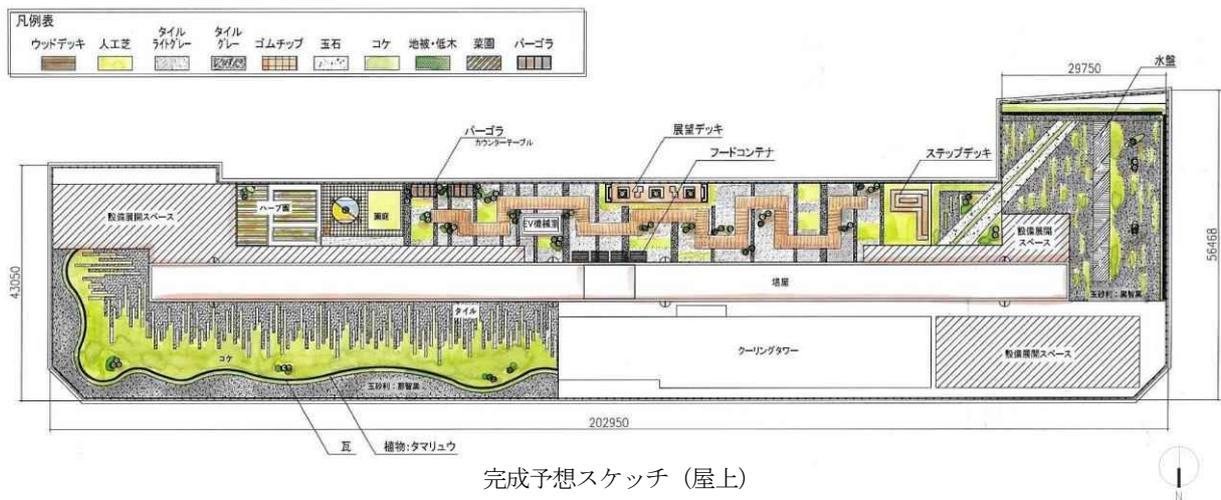 凡例表
ウッドデッキ
人工芝
タイル
ライトグレー
タイル
グレー
ゴムチップ
玉石
コケ
地被・低木
菜園
パーゴラ
29750
水盤
パーゴラ
カウンターテーブル
展望デッキ
フードコンテナ
ステップデッキ
設備展開スペース
ハーブ園
菌庭
EV機械室
設備展開
スペース
43050
56468
塔屋
玉砂利：那智黒
タイル
コケ
クーリングタワー
設備展開スペース
玉砂利：那智黒
202950
瓦
植物：タマリュウ
完成予想スケッチ（屋上）
N